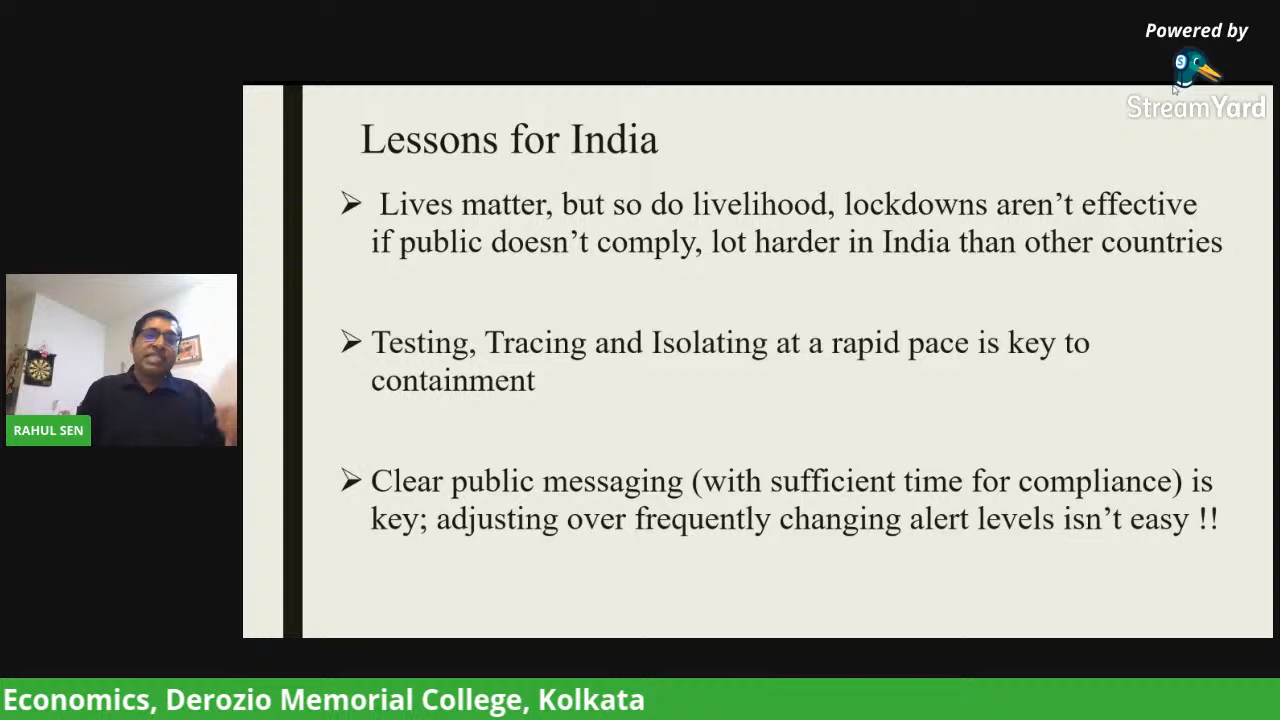 Powered by
StreamYard
Lessons for India
➢ Lives matter, but so do livelihood, lockdowns aren’t effective
if public doesn’t comply, lot harder in India than other countries
➢ Testing, Tracing and Isolating at a rapid pace is key to
containment
➢ Clear public messaging (with sufficient time for compliance) is
key; adjusting over frequently changing alert levels isn’t easy !!
RAHUL SEN
Economics, Derozio Memorial College, Kolkata